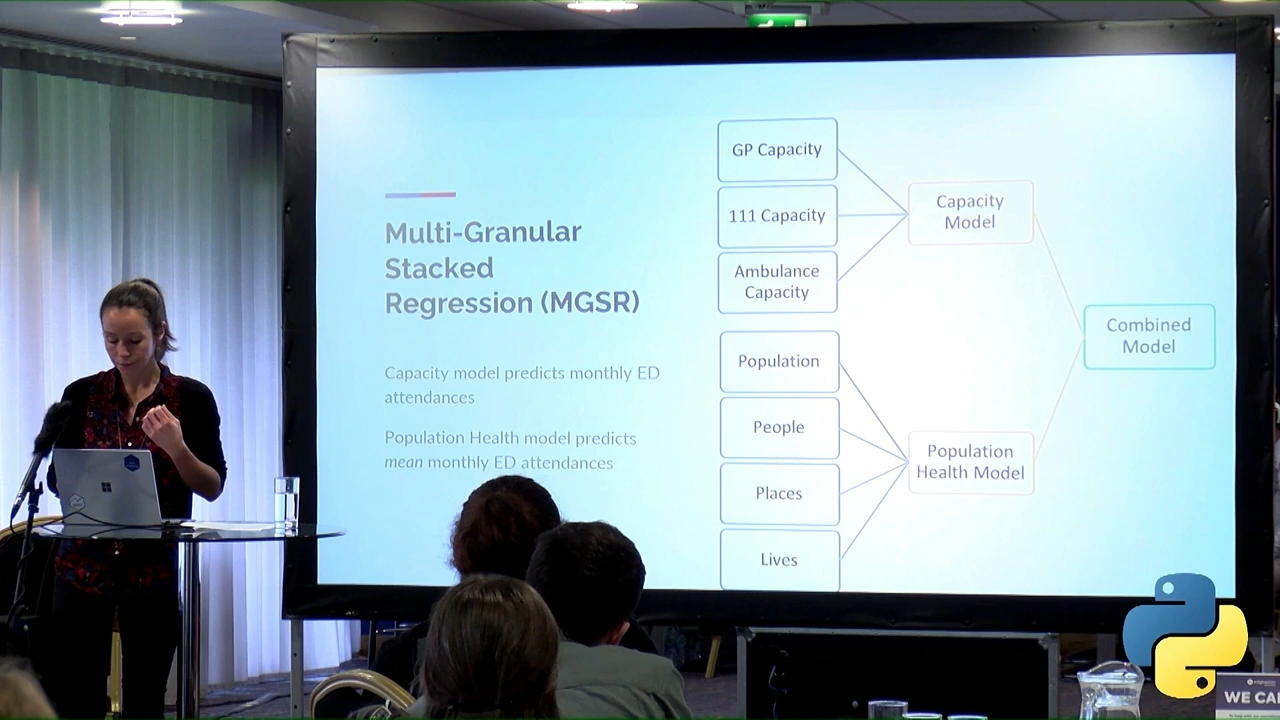 Multi-Granular
Stacked
Regression (MGSR)
Capacity model predicts monthly ED
attendances
Population Health model predicts
mean monthly ED attendances
GP Capacity
111 Capacity
Ambulance
Capacity
Population
People
Places
Lives
Capacity
Model
Population
Health Model
Combined
Model
WE CA